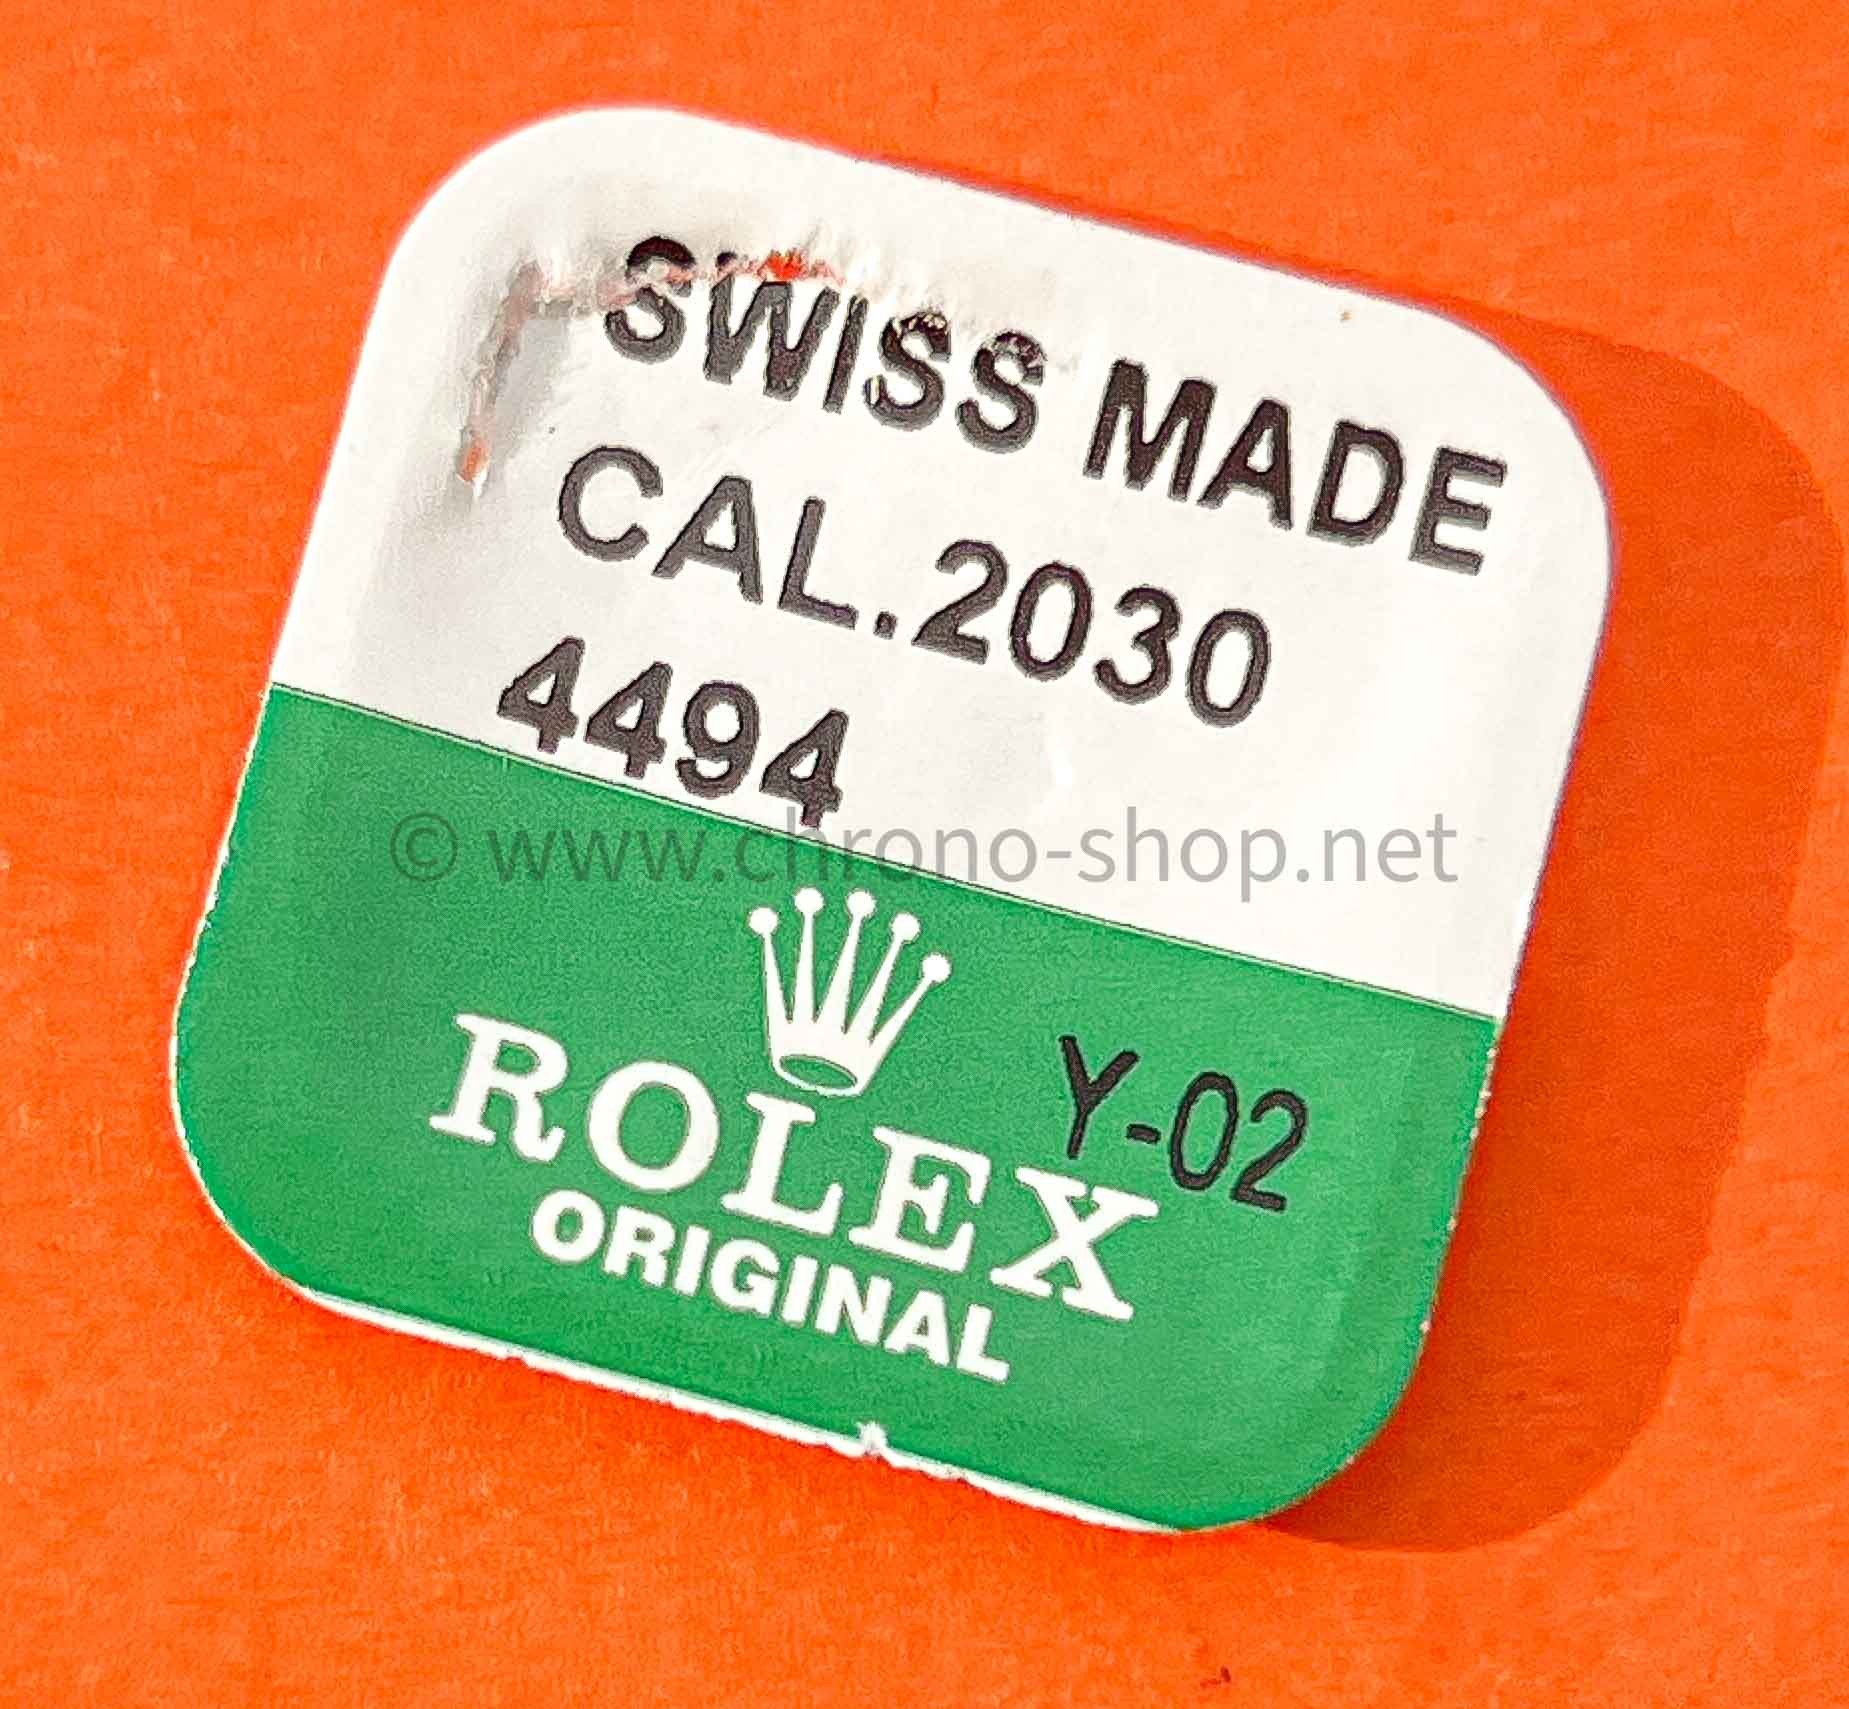 SWISS MADE
CAL.2030
4494
© www.chrono-shop.net
Y-02
ROLEX
ORIGINAL